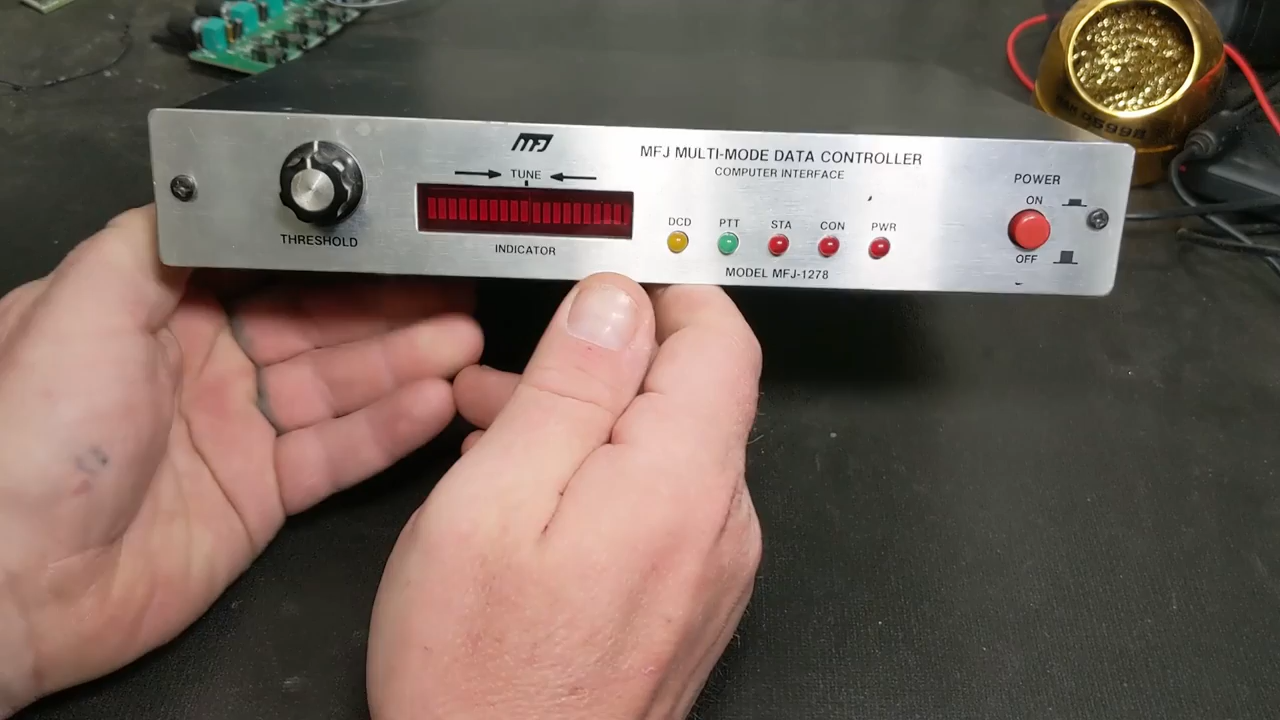 MFJ
TUNE
THRESHOLD
INDICATOR
MFJ MULTI-MODE DATA CONTROLLER
COMPUTER INTERFACE
DCD PTT STA CON PWR
MODEL MFJ-1278
POWER
ON
OFF
95998